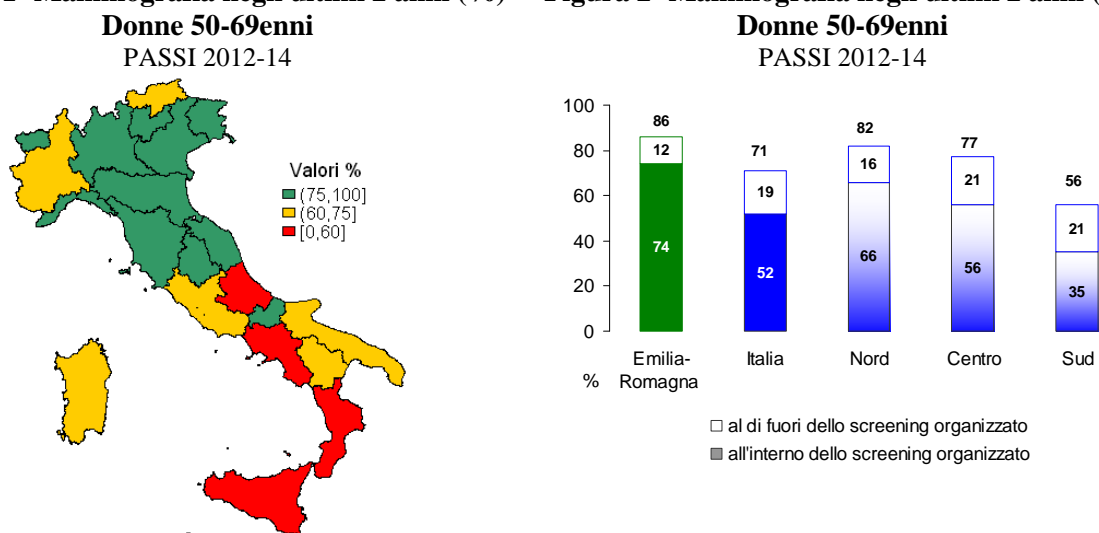 Donne 50-69enni
PASSI 2012-14
Valori %
(75,100]
(60,75]
[0,60]
Donne 50-69enni
PASSI 2012-14
100
80
60
40
20
0
%
86
12
74
71
19
52
82
16
66
77
21
56
56
21
35
Emilia-
Romagna
Italia
Nord
Centro
Sud
al di fuori dello screening organizzato
all'interno dello screening organizzato